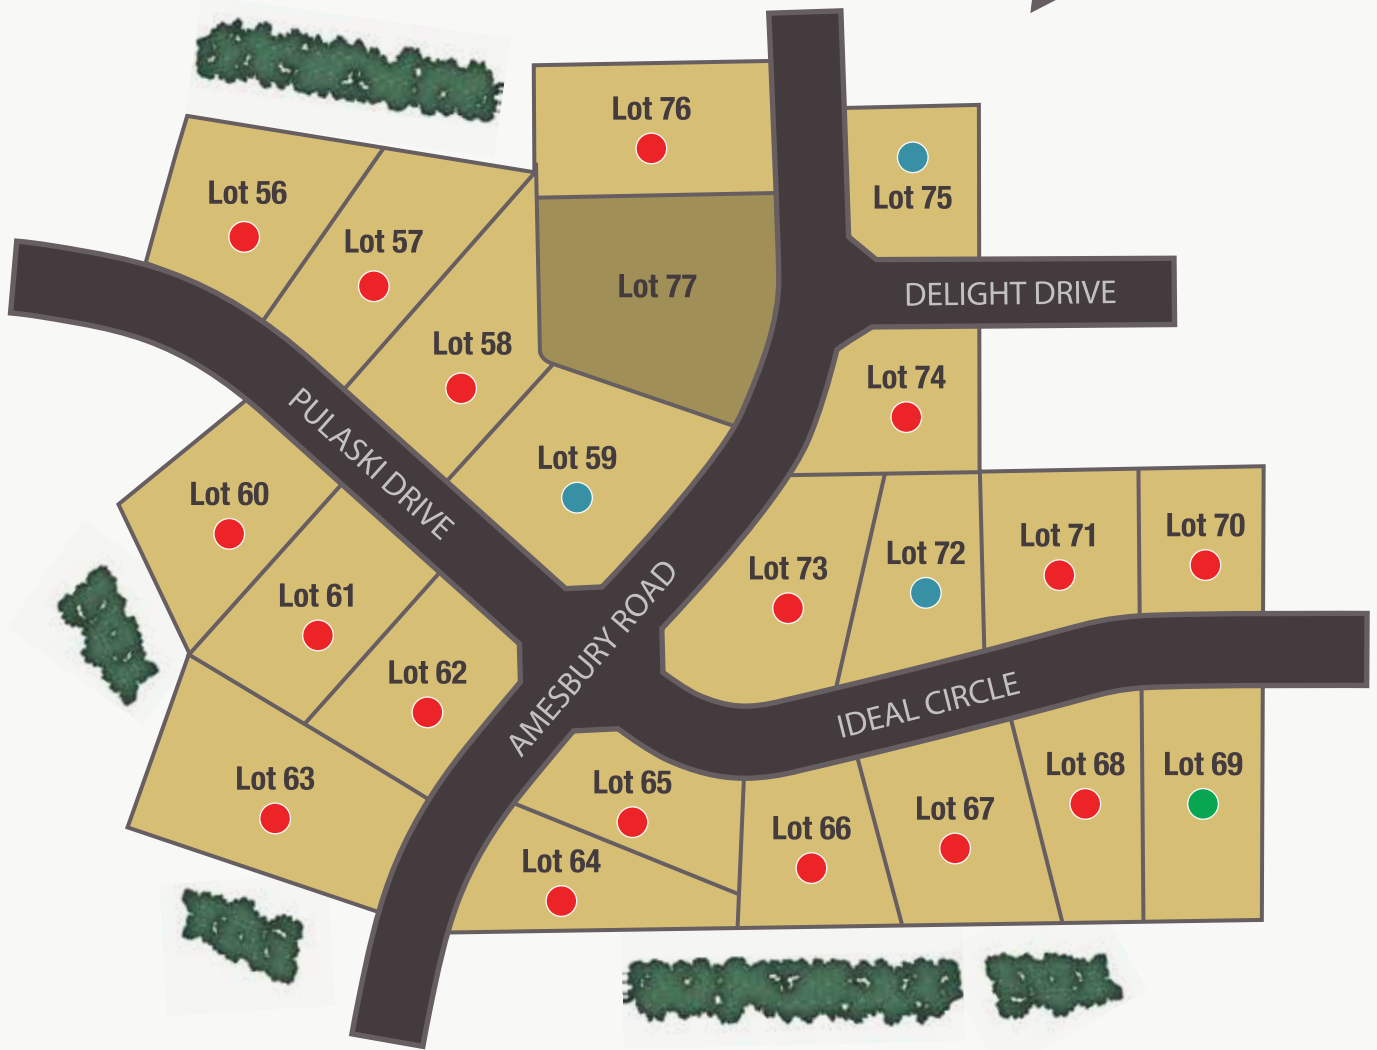 Lot 76
Lot 75
Lot 56
Lot 57
Lot 77
DELIGHT DRIVE
Lot 58
Lot 74
PULASKI DRIVE
Lot 59
Lot 60
Lot 70
Lot 71
Lot 72
Lot 73
Lot 61
AMESBURY ROAD
Lot 62
IDEAL CIRCLE
Lot 63
Lot 65
Lot 68
Lot 69
Lot 67
Lot 66
Lot 64